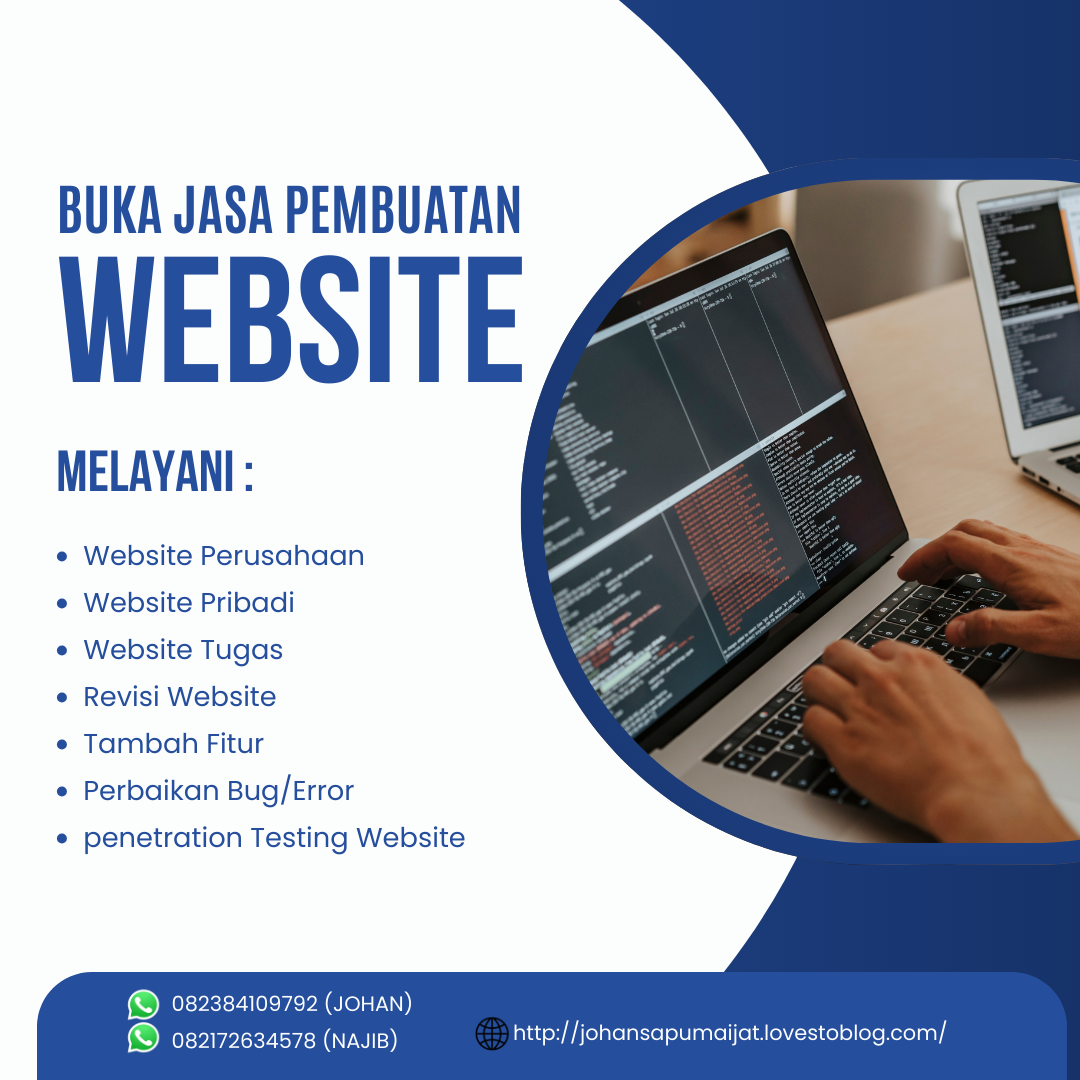 BUKA JASA PEMBUATAN
WEBSITE
MELAYANI :
Website Perusahaan
Website Pribadi
Website Tugas
Revisi Website
Tambah Fitur
Perbaikan Bug/Error
penetration Testing Website
082384109792 (JOHAN)
082172634578 (NAJIB)
http://johansapumaijat.lovestoblog.com/